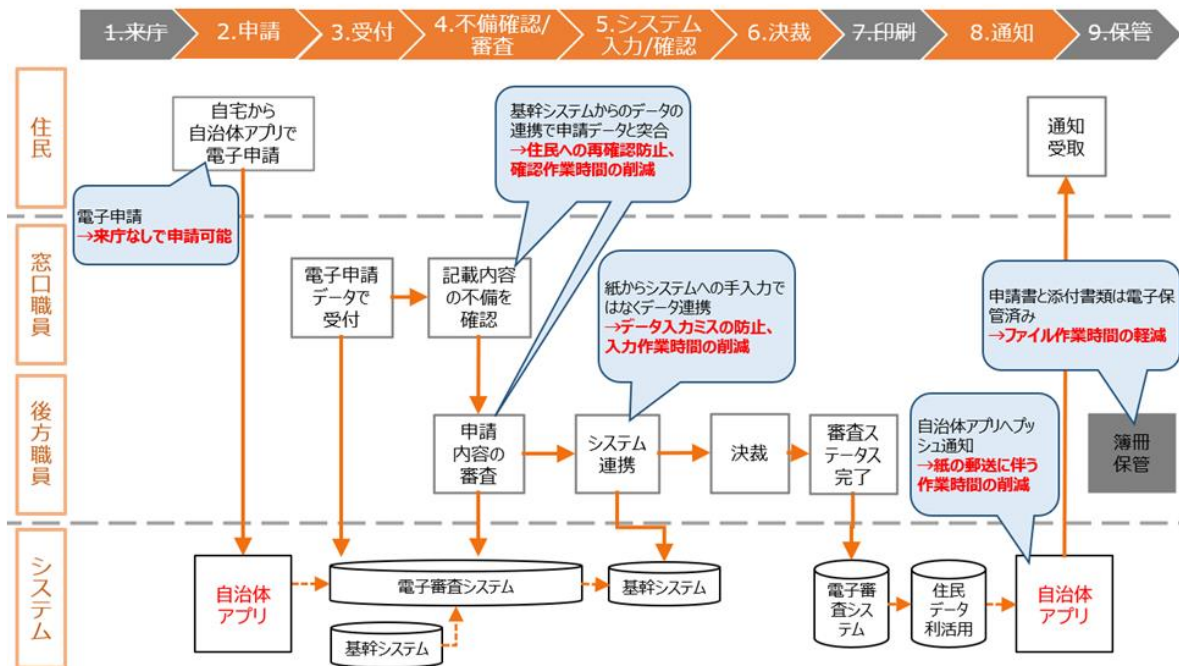 1.来庁
2.申請
3.受付
4.不備確認/
審査
5.システム
入力/確認
6.決裁
7.印刷
8.通知
9.保管
住民
自宅から
自治体アプリで
電子申請
電子申請
→来庁なしで申請可能
基幹システムからのデータの
連携で申請データと突合
→住民への再確認防止、
確認作業時間の削減
通知
受取
窓口職員
電子申請
データで
受付
記載内容
の不備を
確認
紙からシステムへの手入力で
はなくデータ連携
→データ入力ミスの防止、
入力作業時間の削減
申請書と添付書類は電子保
管済み
→ファイル作業時間の軽減
後方職員
申請
内容の
審査
システム
連携
決裁
審査ス
テータス
完了
自治体アプリへプッ
シュ通知
→紙の郵送に伴う
作業時間の削減
簿冊
保管
システム
自治体
アプリ
電子審査システム
基幹システム
基幹システム
電子審
査シス
テム
住民
データ
利活用
自治体
アプリ